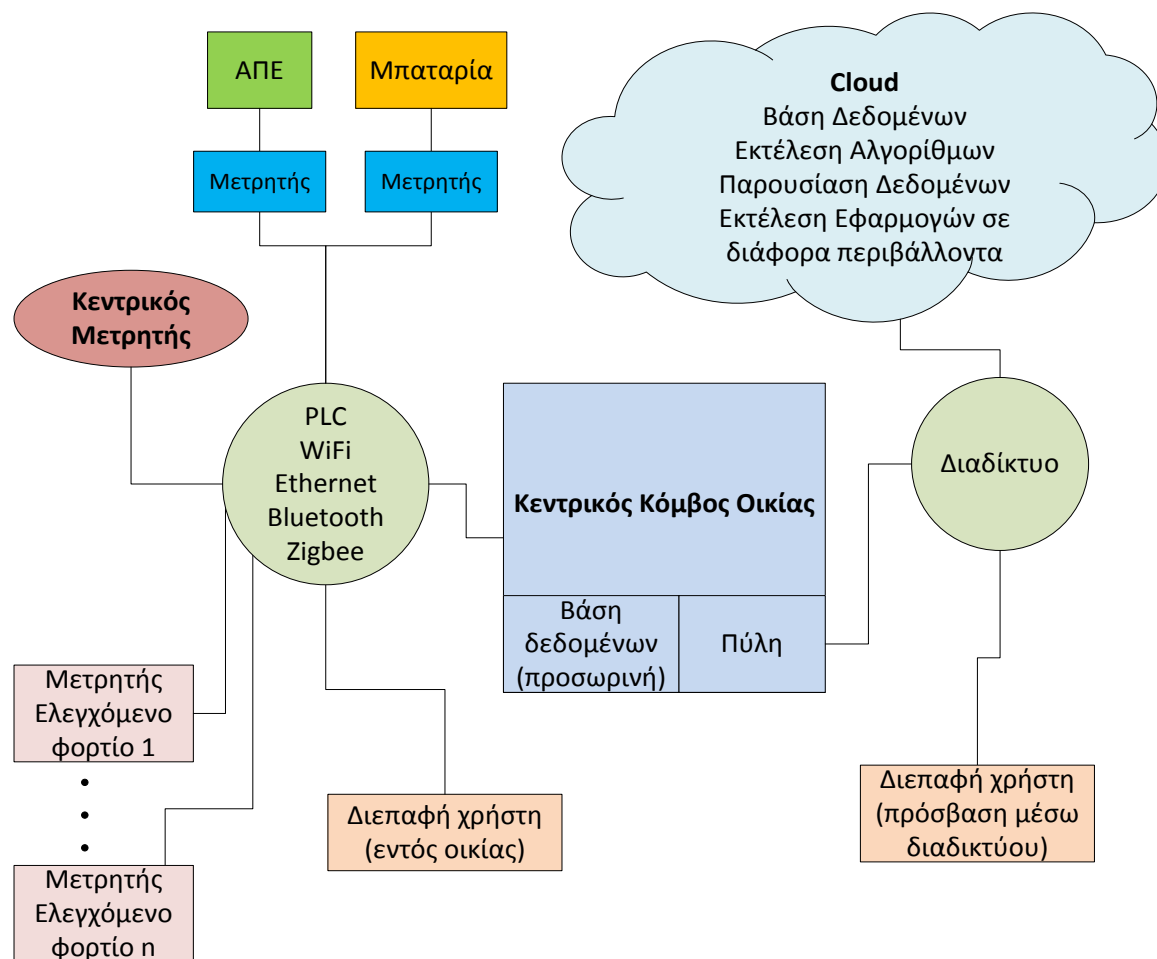 ΑΠΕ
Μπαταρία
Μετρητής
Μετρητής
Cloud
Βάση Δεδομένων
Εκτέλεση Αλγορίθμων
Παρουσίαση Δεδομένων
Εκτέλεση Εφαρμογών σε
διάφορα περιβάλλοντα
Κεντρικός
Μετρητής
PLC
WiFi
Ethernet
Bluetooth
Zigbee
Κεντρικός Κόμβος Οικίας
Βάση
δεδομένων
(προσωρινή)
Πύλη
Διαδίκτυο
Μετρητής
Ελεγχόμενο
φορτίο 1
Μετρητής
Ελεγχόμενο
φορτίο n
Διεπαφή χρήστη
(εντός οικίας)
Διεπαφή χρήστη
(πρόσβαση μέσω
διαδικτύου)